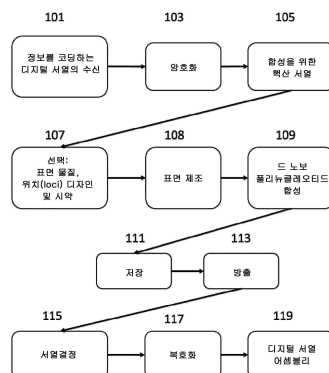 101
103
105
정보를 코딩하는
디지털 서열의 수신
암호화
합성을 위한
핵산 서열
107
108
109
선택:
표면 물질,
위치(loci) 디자인
및 시약
표면 제조
드 노보
폴리뉴클레오티드
합성
111
113
저장
방출
115
117
119
서열결정
복호화
디지털 서열
어셈블리